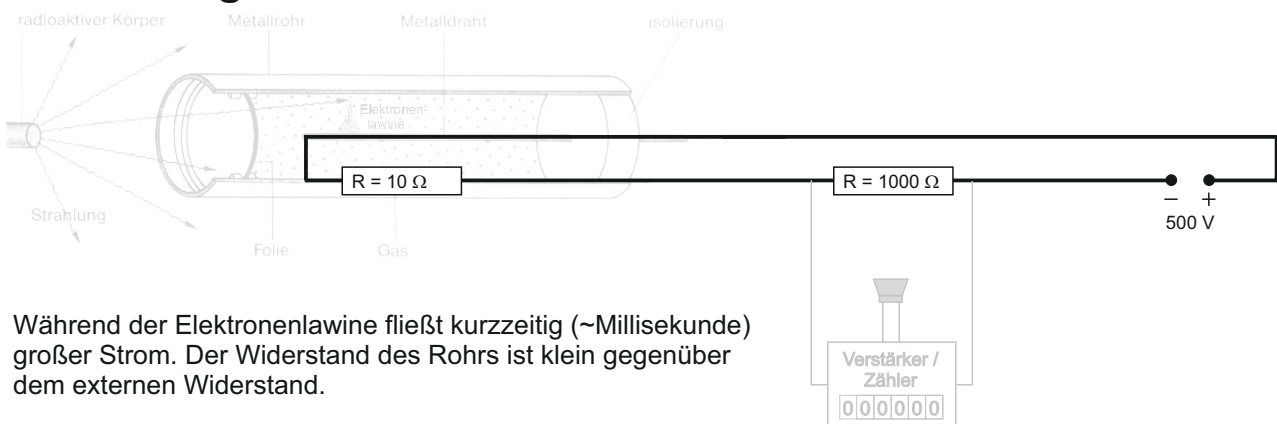 radioaktiver Körper
Metallrohr
Metalldraht
Isolierung
Elektronen-
lawine
R = 10 Ω
R = 1000 Ω
– +
500 V
Strahlung
Folie
Gas
Während der Elektronenlawine fließt kurzzeitig (~Millisekunde)
großer Strom. Der Widerstand des Rohrs ist klein gegenüber
dem externen Widerstand.
Verstärker /
Zähler
000000